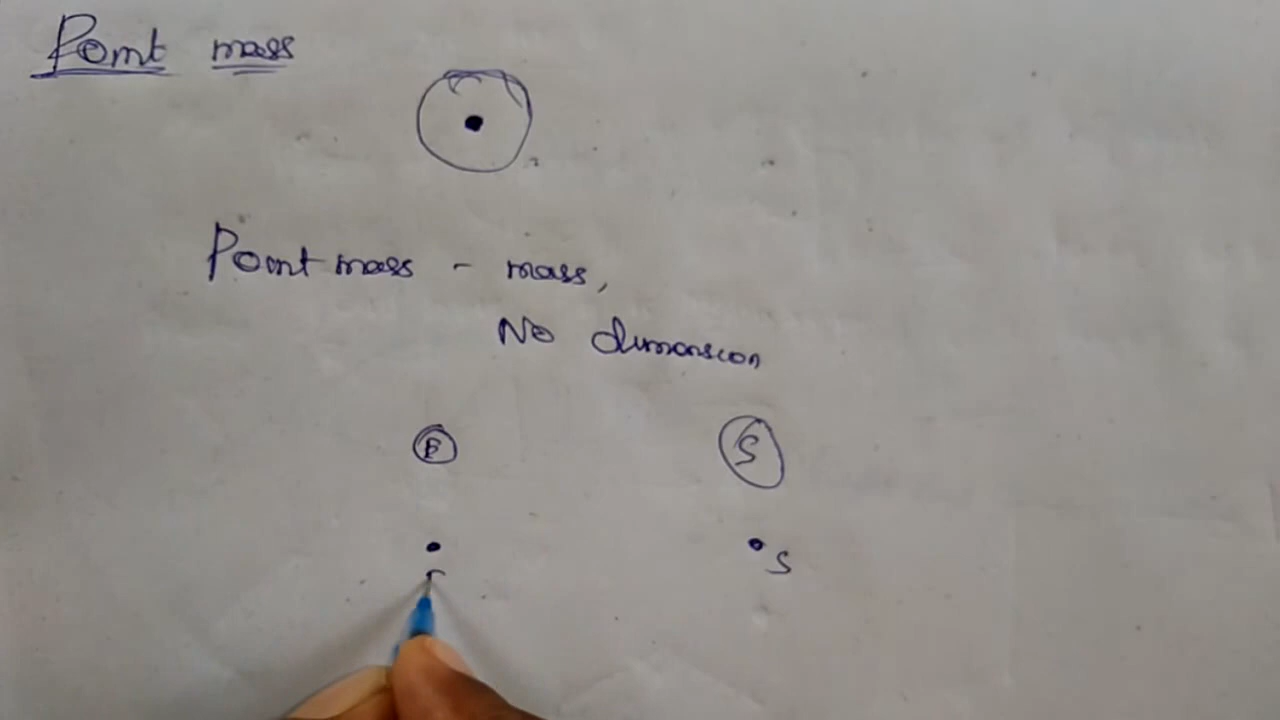 Point mass
Point mass - mass,
No dimension
E S
S